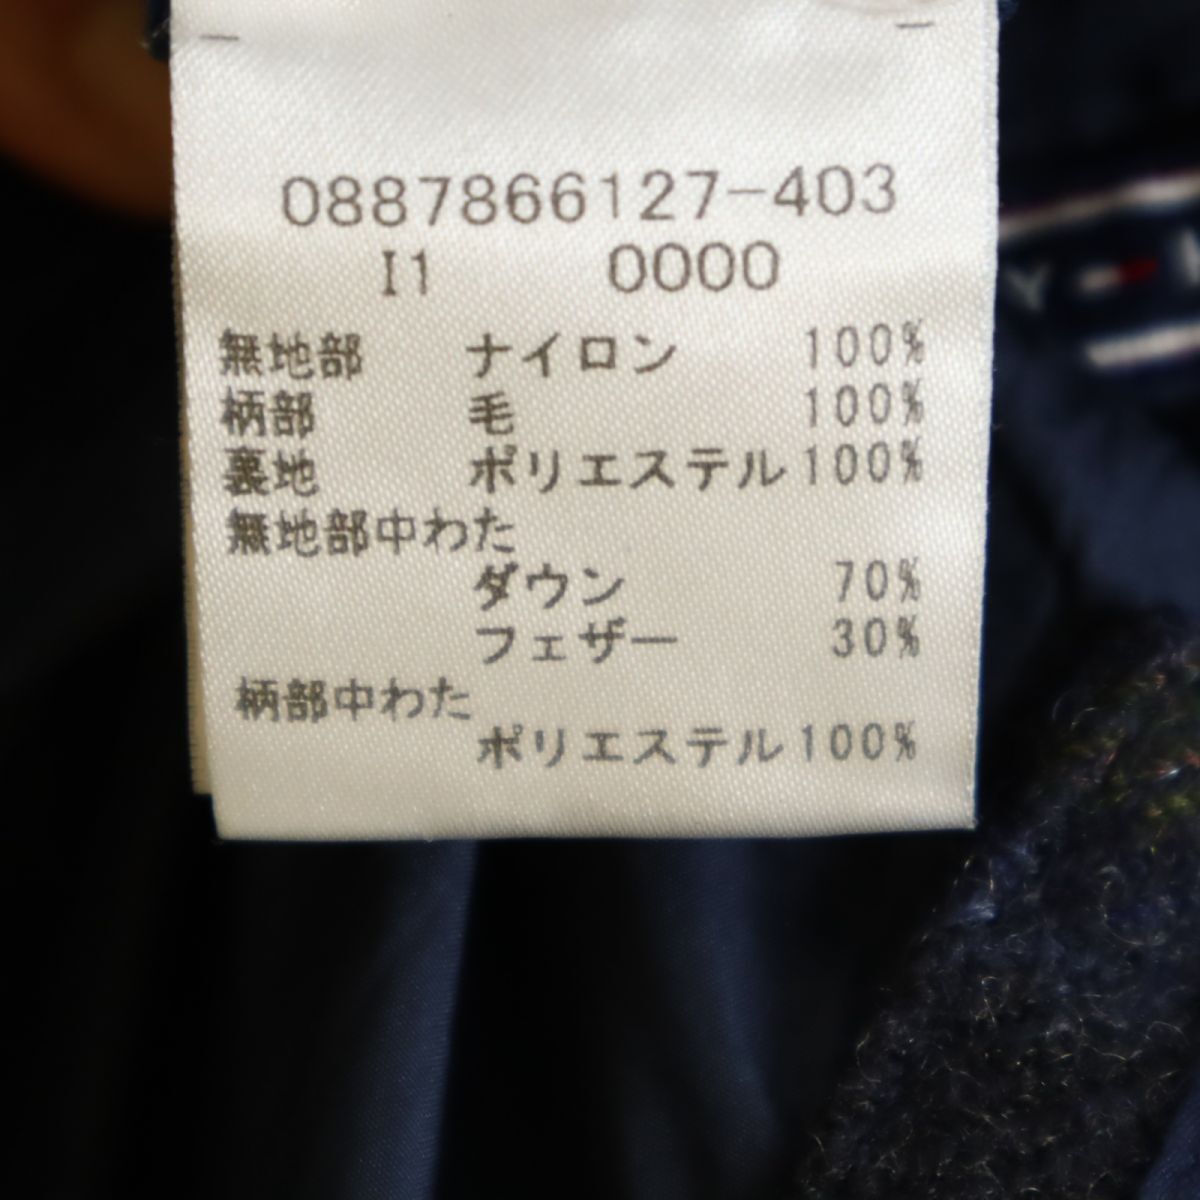 0887866127-403
I1 0000
無地部 ナイロン 100%
柄部 毛 100%
裏地 ポリエステル 100%
無地部中わた
ダウン 70%
フェザー 30%
柄部中わた
ポリエステル 100%
Y